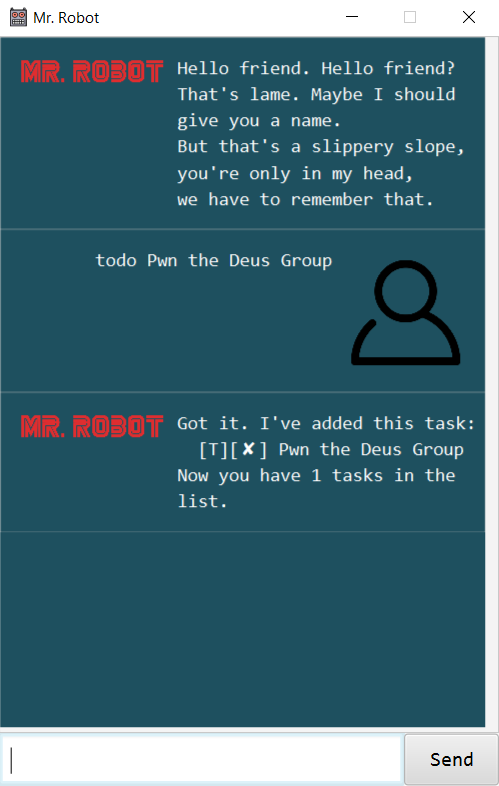 Mr. Robot
MR. ROBOT
Hello friend. Hello friend?
That's lame. Maybe I should
give you a name.
But that's a slippery slope,
you're only in my head,
we have to remember that.
todo Pwn the Deus Group
MR. ROBOT
Got it. I've added this task:
[T][✘] Pwn the Deus Group
Now you have 1 tasks in the
list.
Send